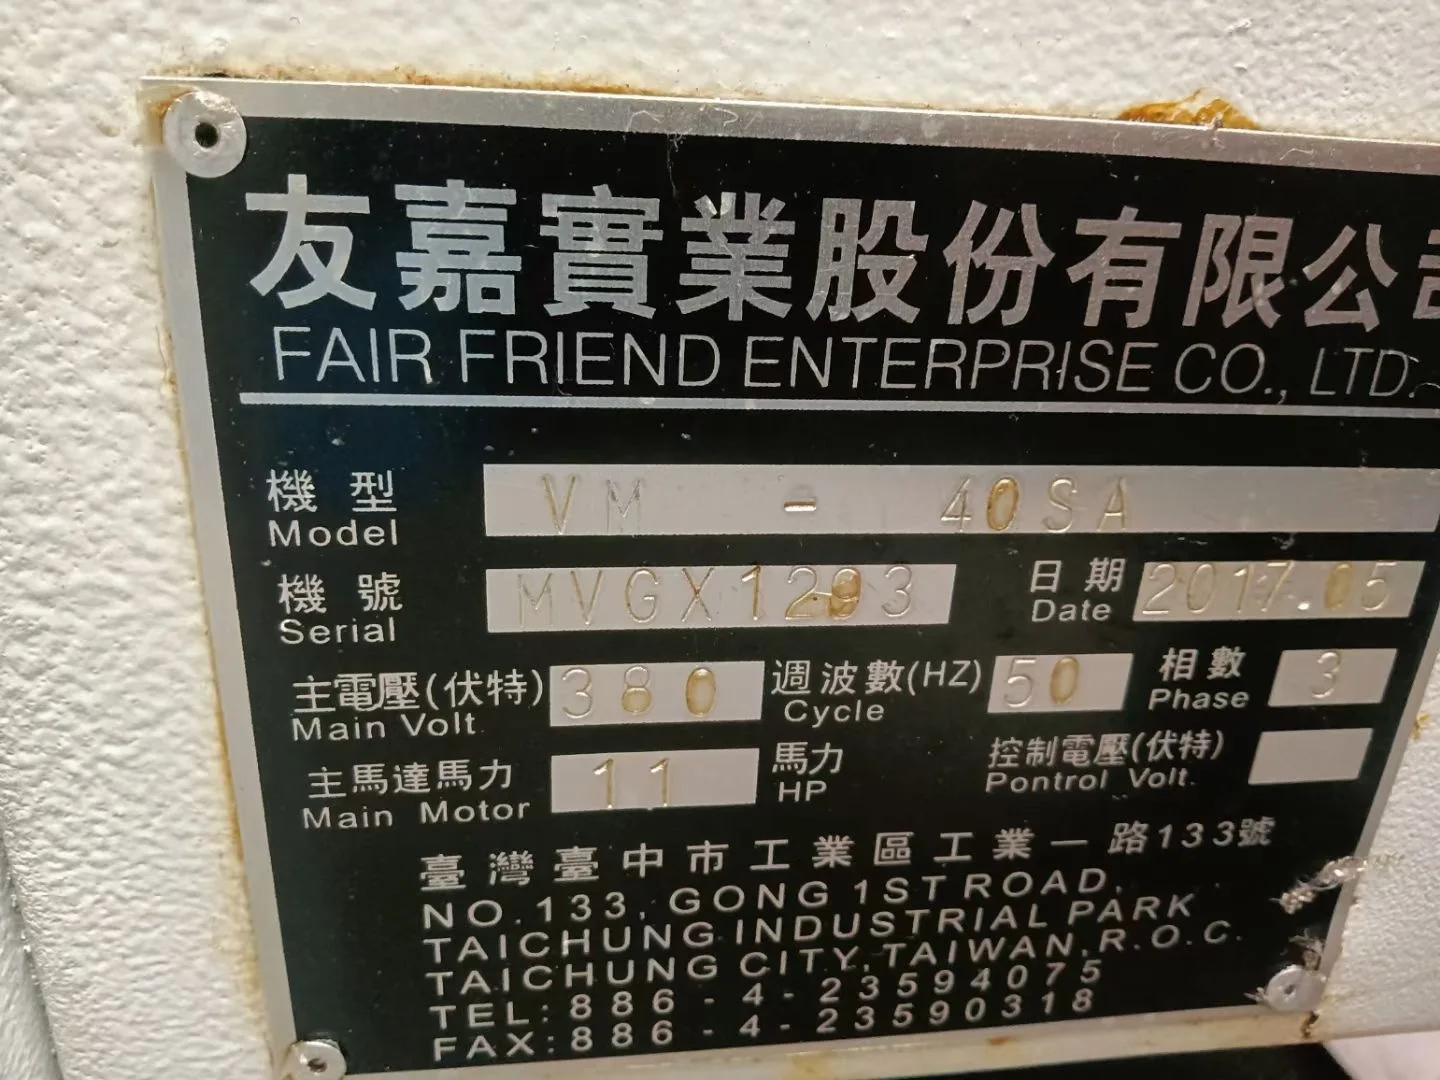 友嘉實業股份有限公司
FAIR FRIEND ENTERPRISE CO., LTD.
機型 VM - 40SA
Model
機號 MVGX1293 日期 2017.05
Serial Date
主電壓(伏特) 380 週波數(HZ) 50 相數 3
Main Volt Cycle Phase
主馬達馬力 11 馬力 控制電壓(伏特)
Main Motor HP Pontrol Volt.
臺灣臺中市工業區工業一路133號
NO.133, GONG 1ST ROAD,
TAICHUNG INDUSTRIAL PARK
TAICHUNG CITY, TAIWAN, R.O.C.
TEL:886-4-23594075
FAX:886-4-23590318